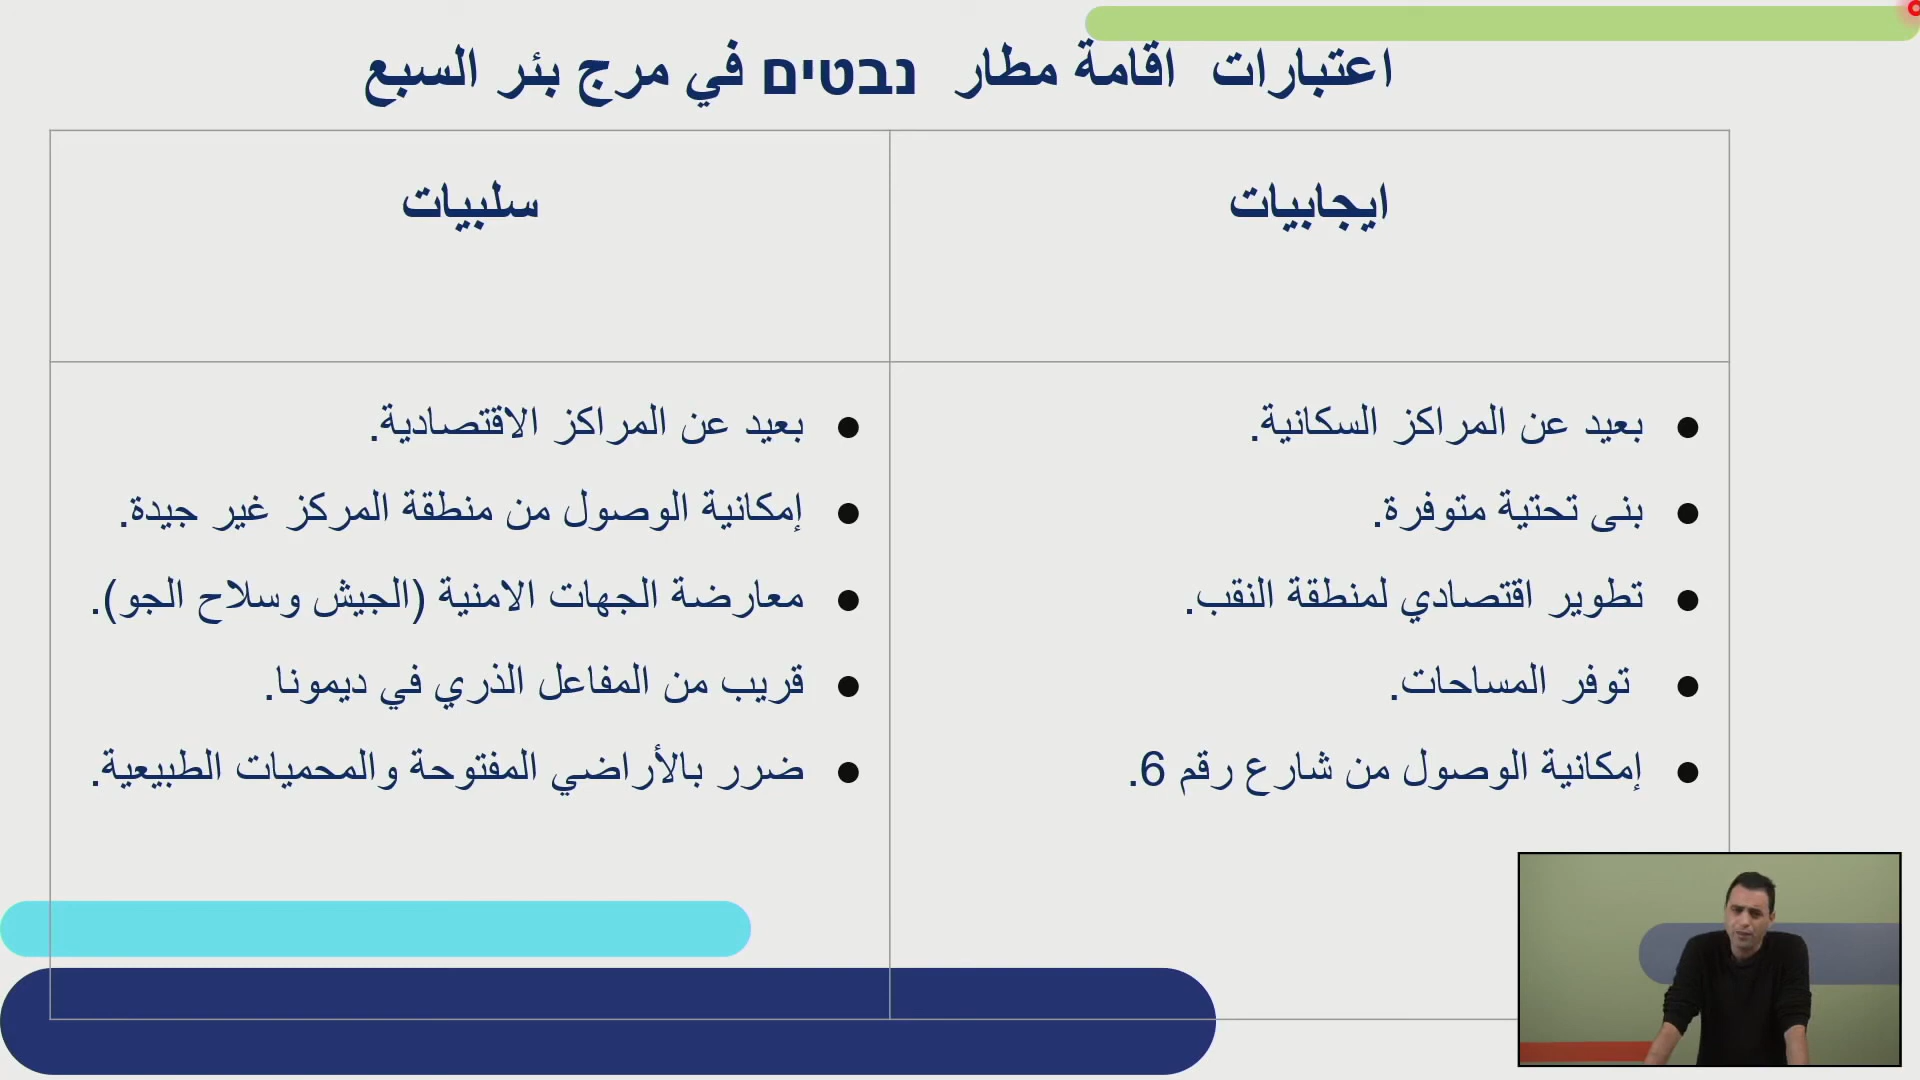 اعتبارات اقامة مطار נבטים في مرج بئر السبع
ايجابيات
سلبيات
● بعيد عن المراكز السكانية.
● بنى تحتية متوفرة.
● تطوير اقتصادي لمنطقة النقب.
● توفر المساحات.
● إمكانية الوصول من شارع رقم 6.
● بعيد عن المراكز الاقتصادية.
● إمكانية الوصول من منطقة المركز غير جيدة.
● معارضة الجهات الامنية (الجيش وسلاح الجو).
● قريب من المفاعل الذري في ديمونا.
● ضرر بالأراضي المفتوحة والمحميات الطبيعية.